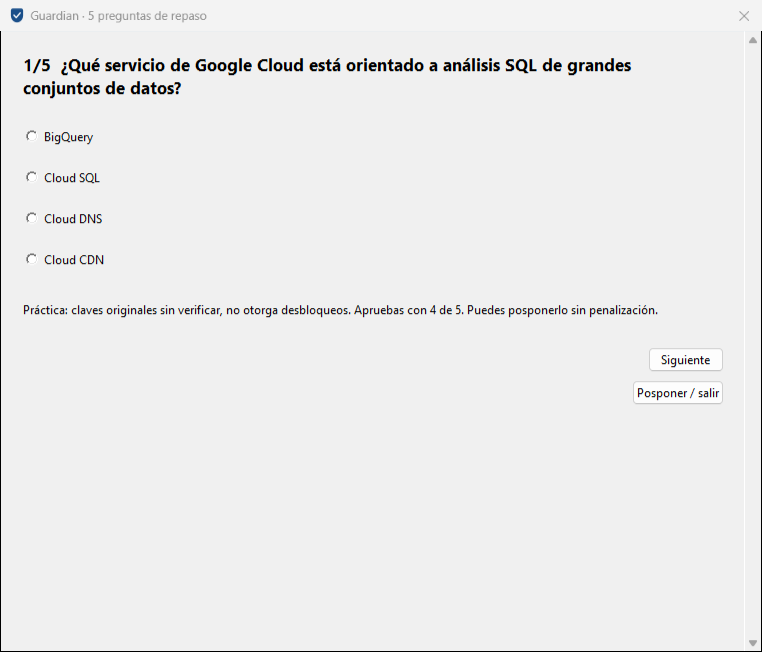 Guardian · 5 preguntas de repaso
1/5 ¿Qué servicio de Google Cloud está orientado a análisis SQL de grandes
conjuntos de datos?
BigQuery
Cloud SQL
Cloud DNS
Cloud CDN
Práctica: claves originales sin verificar, no otorga desbloqueos. Apruebas con 4 de 5. Puedes posponerlo sin penalización.
Siguiente
Posponer / salir